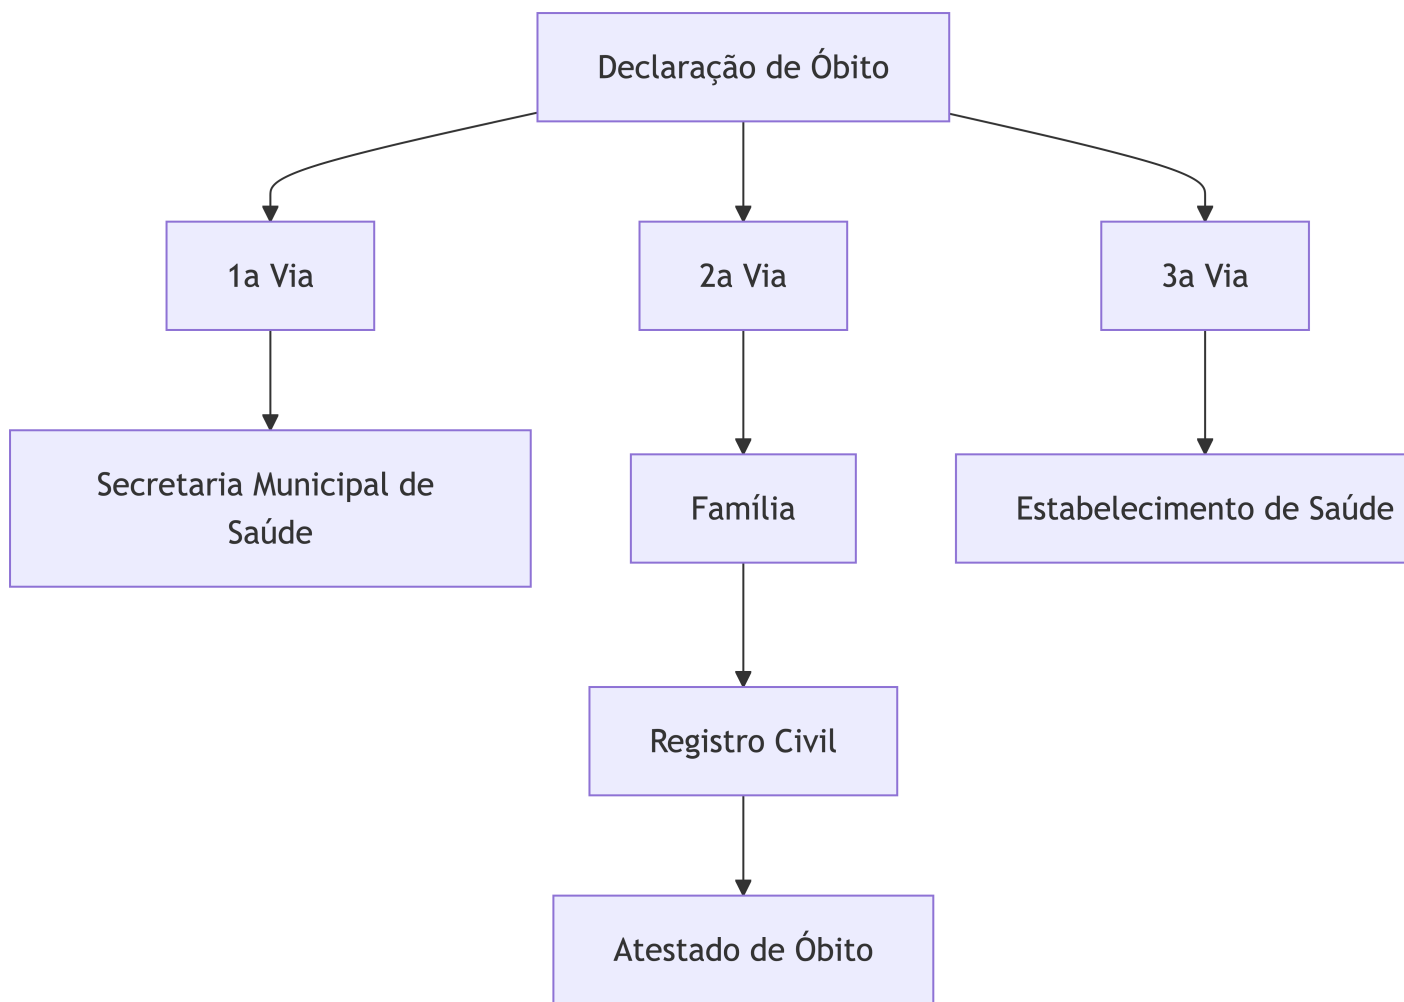 Declaração de Óbito
1a Via
2a Via
3a Via
Secretaria Municipal de
Saúde
Família
Estabelecimento de Saúde
Registro Civil
Atestado de Óbito